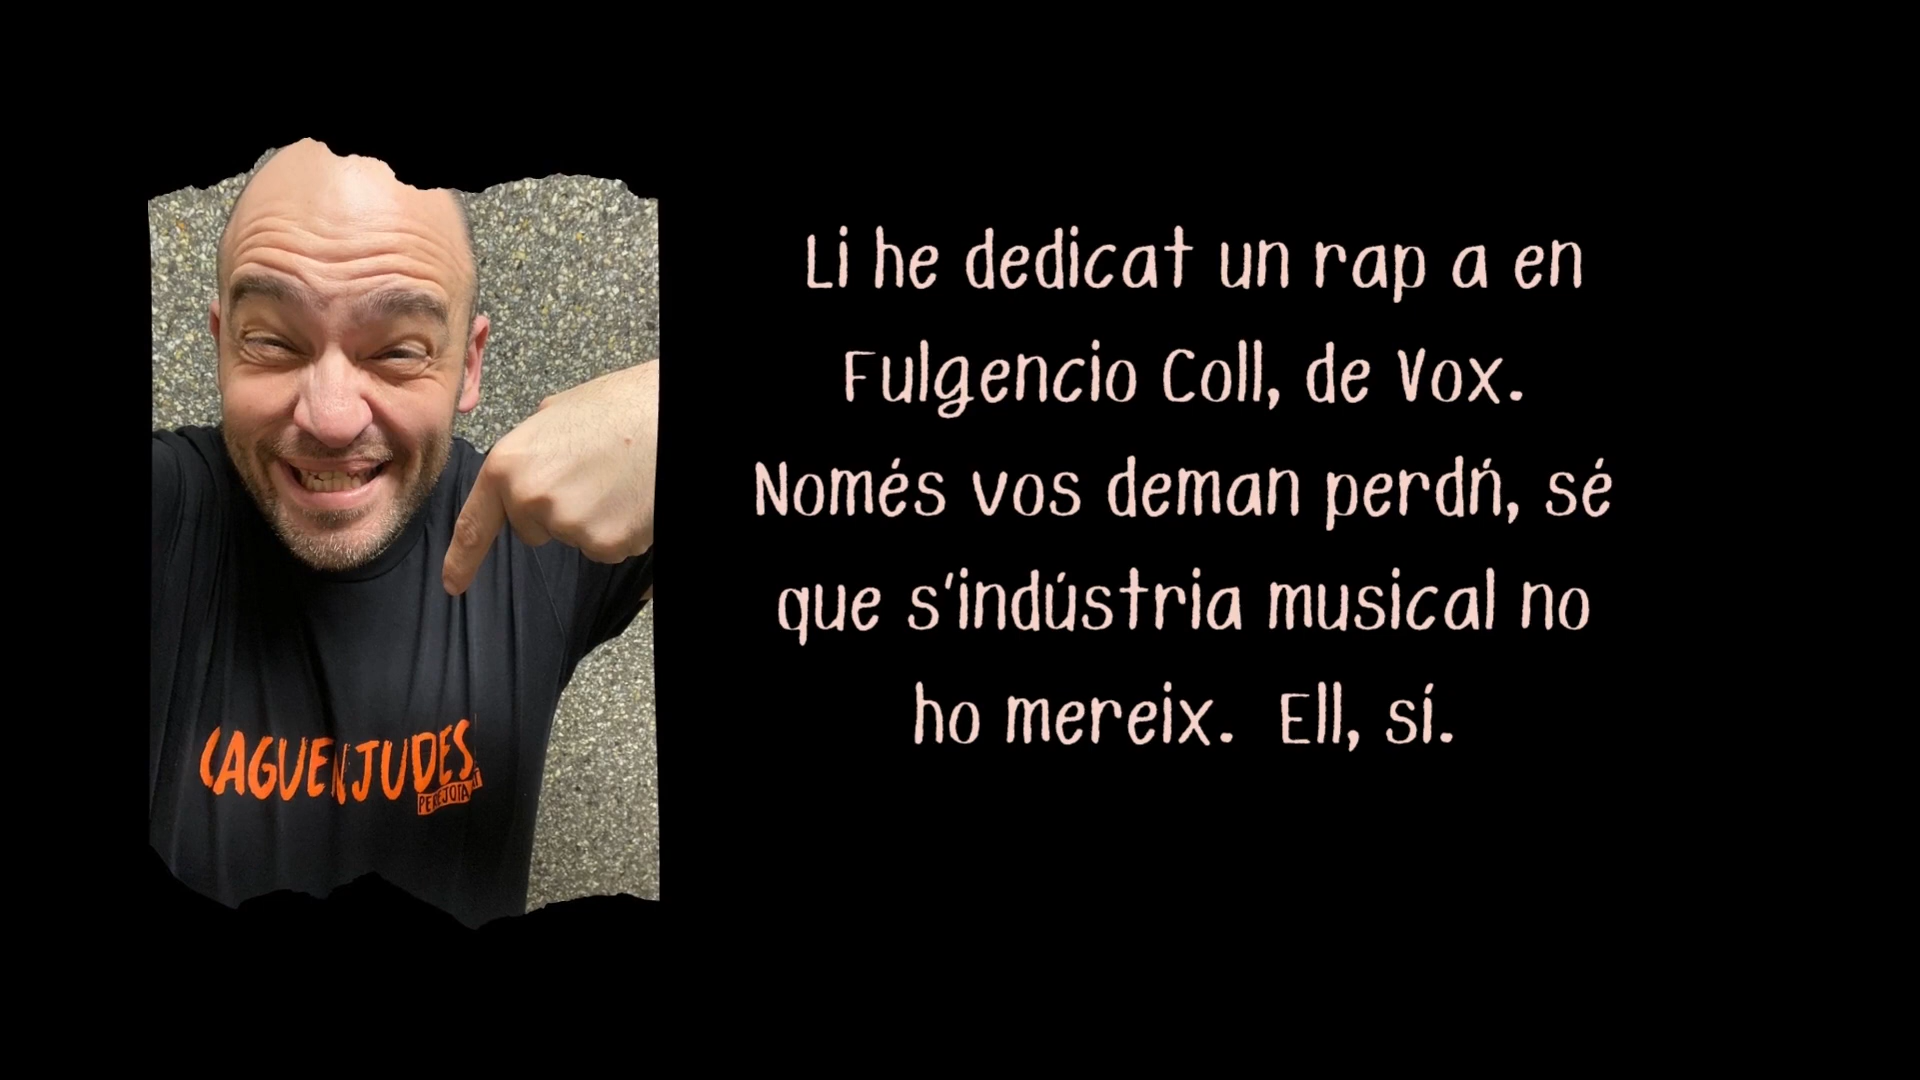 Li he dedicat un rap a en
Fulgencio Coll, de Vox.
Només vos deman perdń, sé
que s'indústria musical no
ho mereix. Ell, sí.
CAGUENJUDES